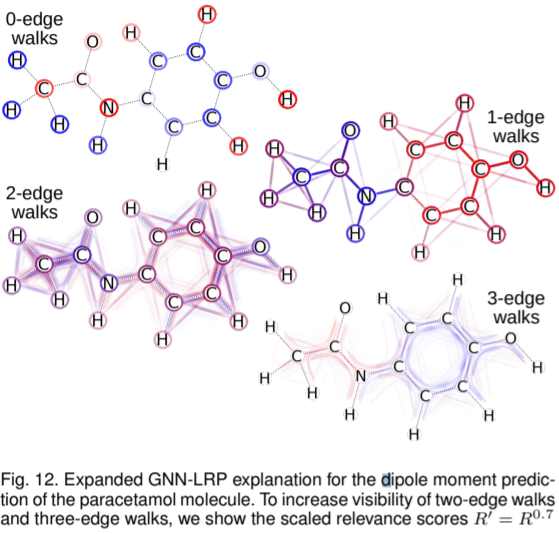 0-edge
walks
H
H
O
H
C
C
H
C
C
C
O
H
N
C
H
C
C
H
H
H
H
1-edge
walks
H
H
O
C
C
H
C
C
O
C
H
H
N
C
H
C
C
H
H
H
2-edge
walks
H
H
H
O
C
C
H
C
C
C
O
H
H
N
C
H
C
C
H
H
H
3-edge
walks
H
H
O
H
C
C
C
C
C
O
H
H
H
N
C
C
C
H
H
H
Fig. 12. Expanded GNN-LRP explanation for the dipole moment predic-
tion of the paracetamol molecule. To increase visibility of two-edge walks
and three-edge walks, we show the scaled relevance scores R′ = R^0.7